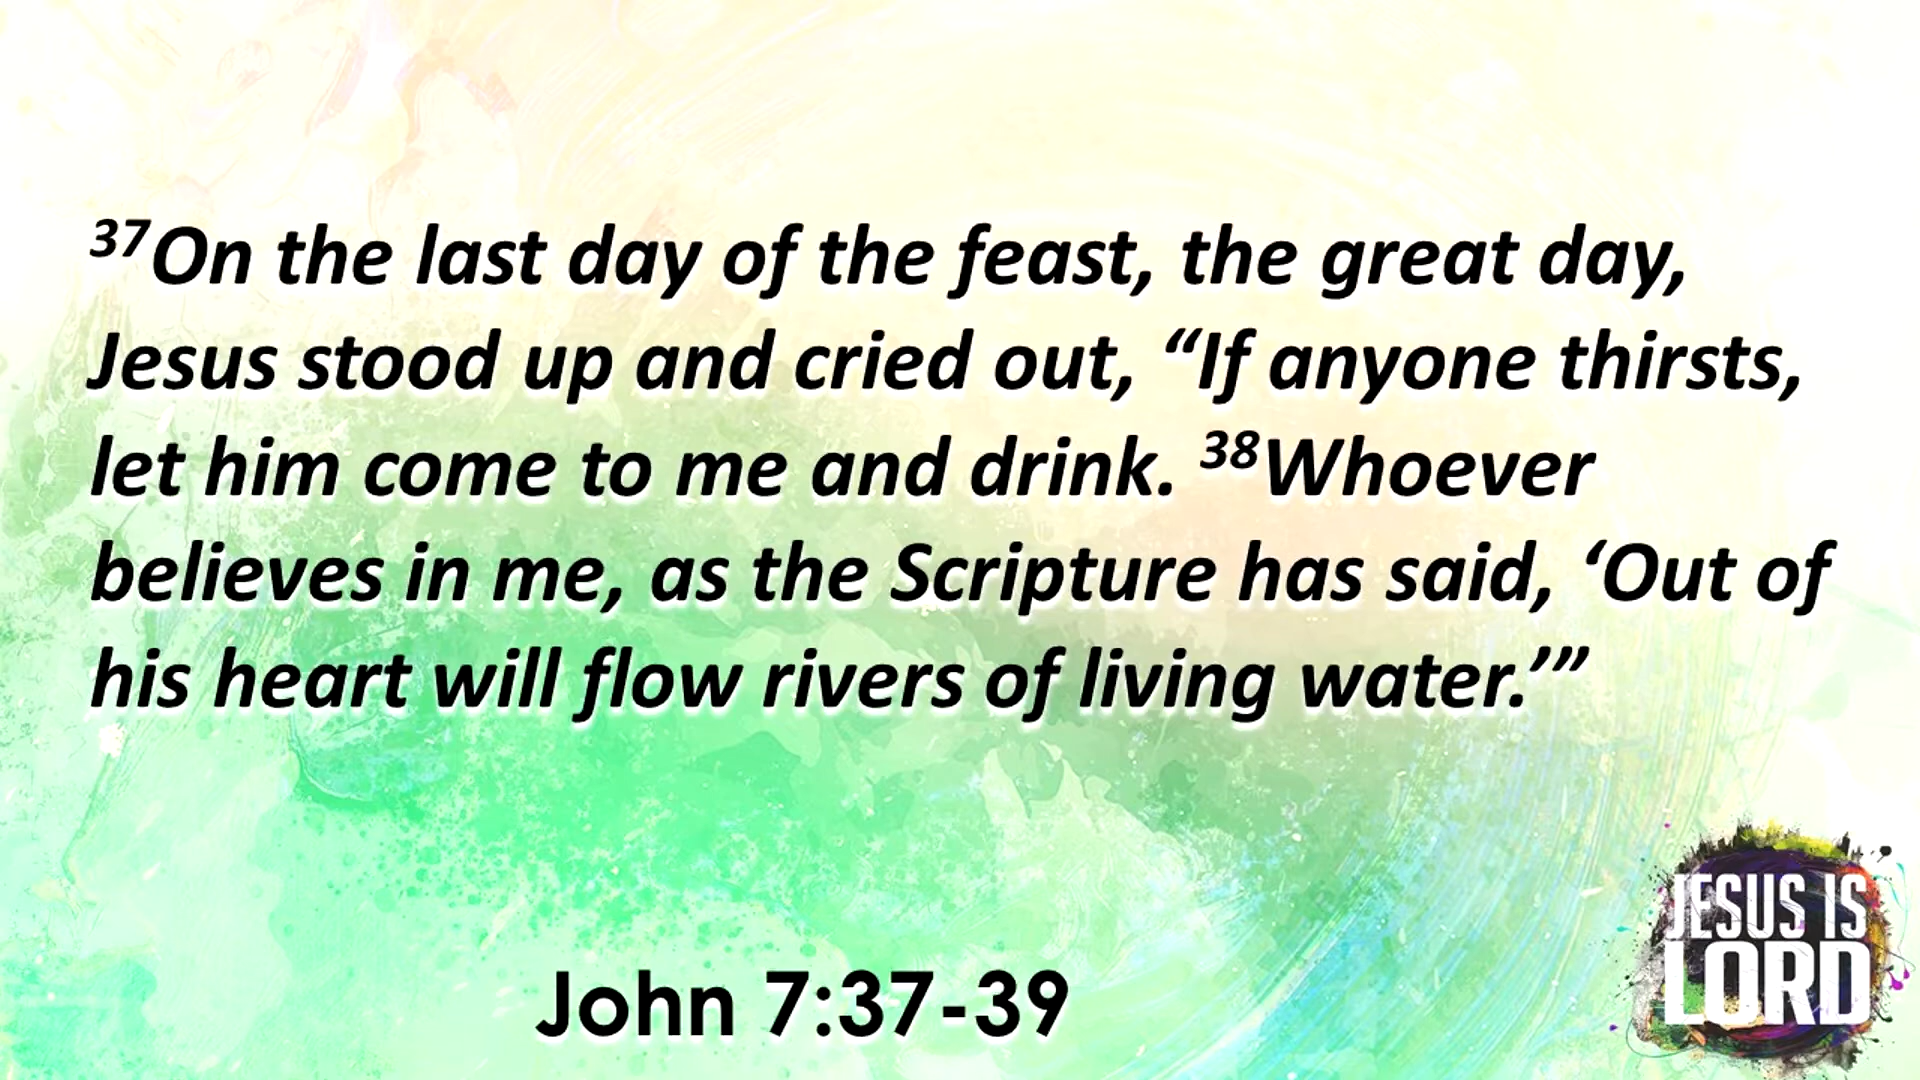 ³⁷On the last day of the feast, the great day,
Jesus stood up and cried out, “If anyone thirsts,
let him come to me and drink. ³⁸Whoever
believes in me, as the Scripture has said, ‘Out of
his heart will flow rivers of living water.’”
John 7:37-39
JESUS IS
LORD